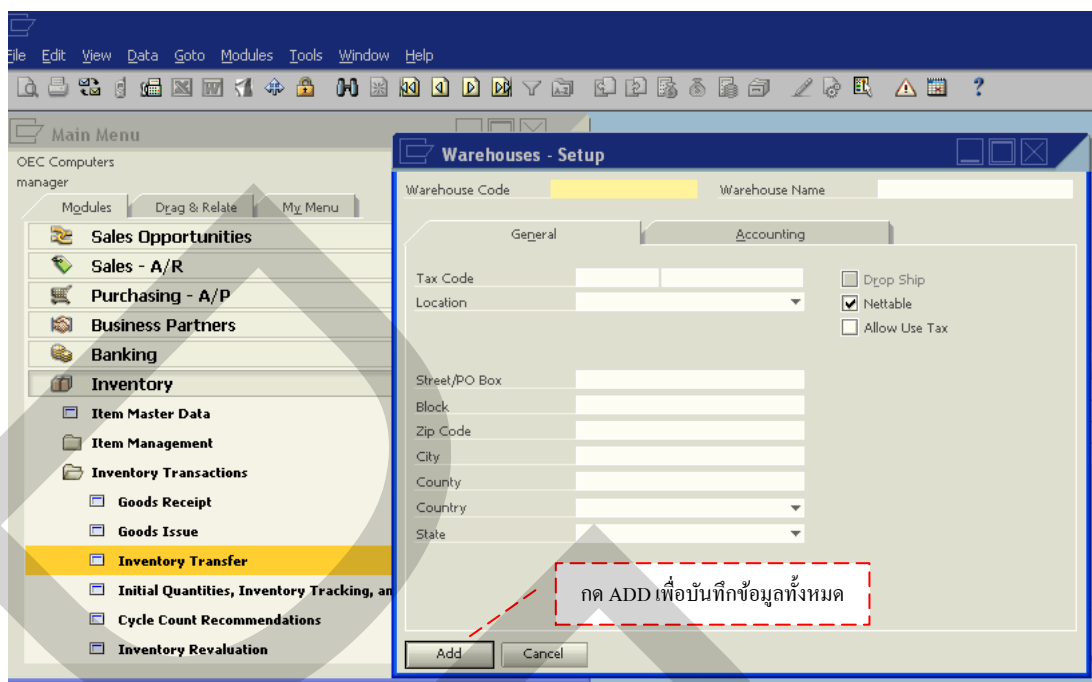 File Edit View Data Goto Modules Tools Window Help
Main Menu
OEC Computers
manager
Modules Drag & Relate My Menu
Sales Opportunities
Sales - A/R
Purchasing - A/P
Business Partners
Banking
Inventory
Item Master Data
Item Management
Inventory Transactions
Goods Receipt
Goods Issue
Inventory Transfer
Initial Quantities, Inventory Tracking, an
Cycle Count Recommendations
Inventory Revaluation
Warehouses - Setup
Warehouse Code Warehouse Name
General Accounting
Tax Code
Location
Drop Ship
Nettable
Allow Use Tax
Street/PO Box
Block
Zip Code
City
County
Country
State
กด ADD เพื่อบันทึกข้อมูลทั้งหมด
Add Cancel